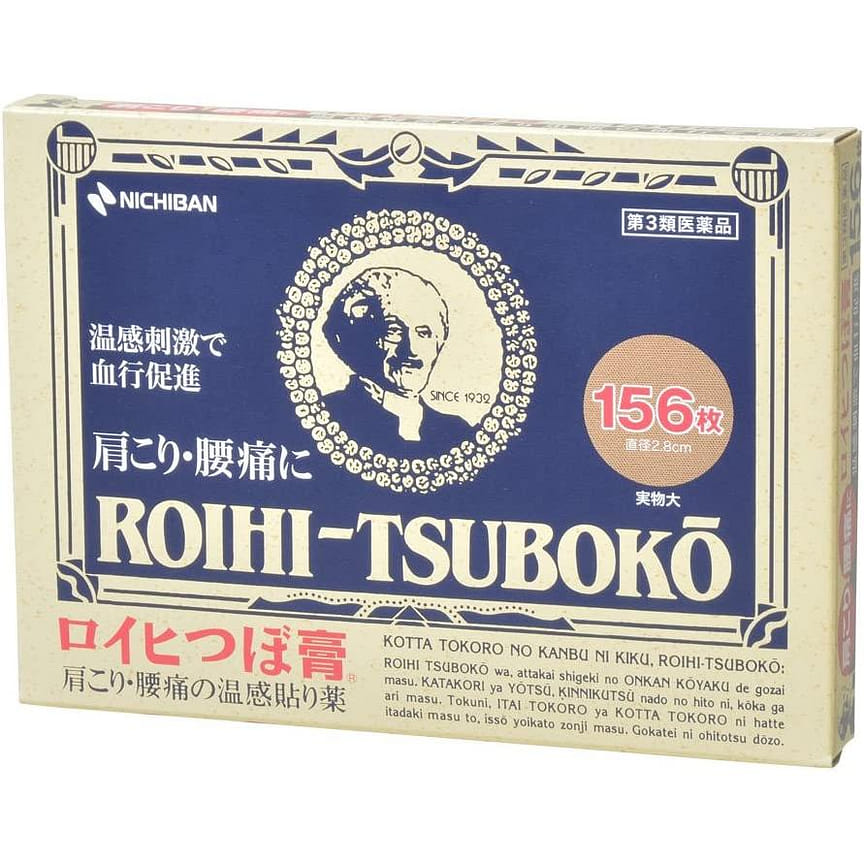 NICHIBAN
第3類医薬品
温感刺激で
血行促進
肩こり・腰痛に
SINCE 1932
156枚
直径2.8cm
実物大
ROIHI-TSUBOKŌ
ロイヒつぼ膏®
肩こり・腰痛の温感貼り薬
KOTTA TOKORO NO KANBU NI KIKU, ROIHI-TSUBOKŌ:
ROIHI TSUBOKŌ wa, attakai shigeki no ONKAN KŌYAKU de gozai
masu. KATAKORI ya YŌTSŪ, KINNIKUTSŪ nado no hito ni, kōka ga
ari masu. Tokuni, ITAI TOKORO ya KOTTA TOKORO ni hatte
itadaki masu to, issō yoikato zonji masu. Gokatei ni ohitotsu dōzo.